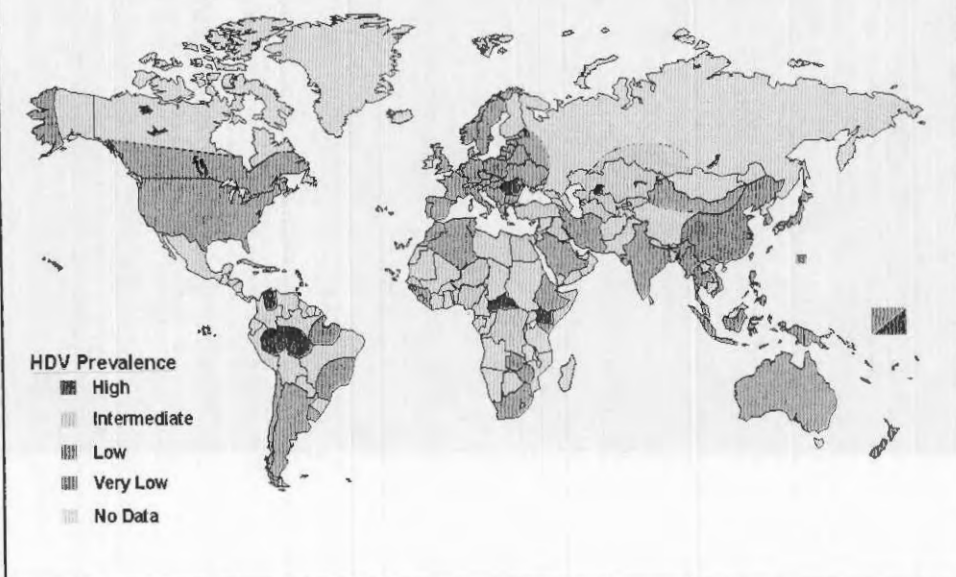 HDV Prevalence
High
Intermediate
Low
Very Low
No Data